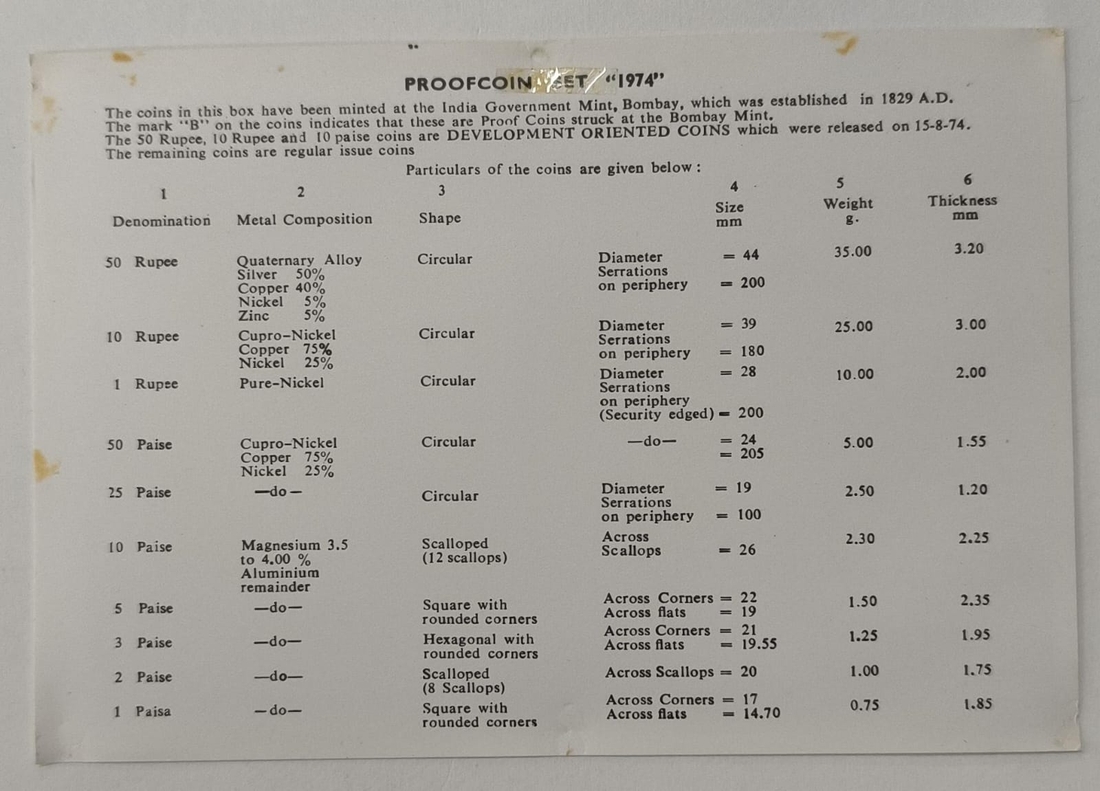 PROOFCOIN SET "1974"
The coins in this box have been minted at the India Government Mint, Bombay, which was established in 1829 A.D.
The mark "B" on the coins indicates that these are Proof Coins struck at the Bombay Mint.
The 50 Rupee, 10 Rupee and 10 paise coins are DEVELOPMENT ORIENTED COINS which were released on 15-8-74.
The remaining coins are regular issue coins
Particulars of the coins are given below :
1 2 3 4 5 6
Denomination Metal Composition Shape Size Weight Thickness
mm g. mm
50 Rupee Quaternary Alloy Circular Diameter = 44 35.00 3.20
Silver 50% Serrations
Copper 40% on periphery = 200
Nickel 5%
Zinc 5%
10 Rupee Cupro-Nickel Circular Diameter = 39 25.00 3.00
Copper 75% Serrations
Nickel 25% on periphery = 180
1 Rupee Pure-Nickel Circular Diameter = 28 10.00 2.00
Serrations
on periphery
(Security edged) = 200
50 Paise Cupro-Nickel Circular —do— = 24 5.00 1.55
Copper 75% = 205
Nickel 25%
25 Paise —do— Circular Diameter = 19 2.50 1.20
Serrations
on periphery = 100
10 Paise Magnesium 3.5 Scalloped Across 2.30 2.25
to 4.00 % (12 scallops) Scallops = 26
Aluminium
remainder
5 Paise —do— Square with Across Corners = 22 1.50 2.35
rounded corners Across flats = 19
3 Paise —do— Hexagonal with Across Corners = 21 1.25 1.95
rounded corners Across flats = 19.55
2 Paise —do— Scalloped Across Scallops = 20 1.00 1.75
(8 Scallops)
1 Paisa —do— Square with Across Corners = 17 0.75 1.85
rounded corners Across flats = 14.70